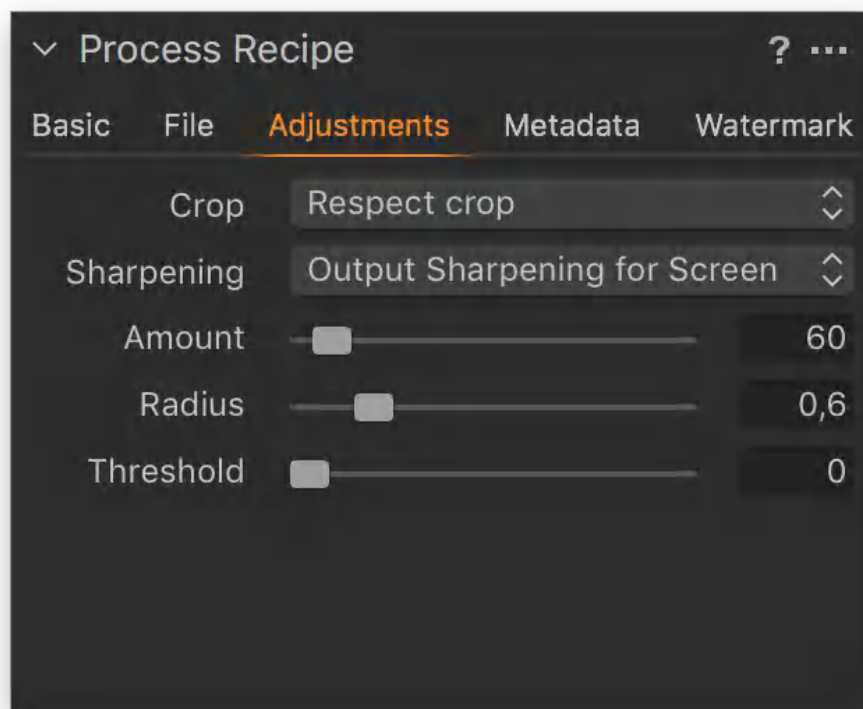 Process Recipe ? ...
Basic File Adjustments Metadata Watermark
Crop Respect crop
Sharpening Output Sharpening for Screen
Amount 60
Radius 0,6
Threshold 0